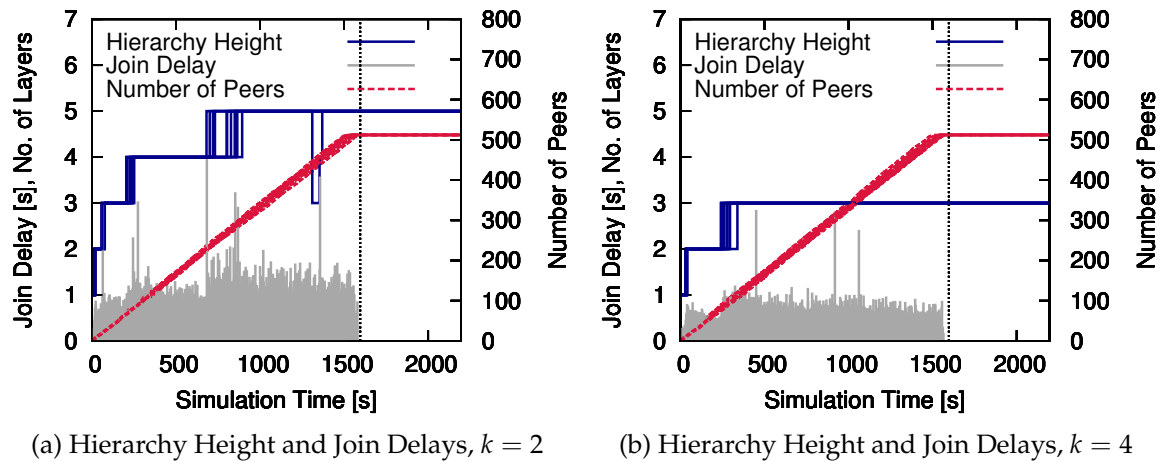 Hierarchy Height
Join Delay
Number of Peers
Join Delay [s], No. of Layers
7
6
5
4
3
2
1
0
800
700
600
500
400
300
200
100
0
Number of Peers
0 500 1000 1500 2000
Simulation Time [s]
(a) Hierarchy Height and Join Delays, k = 2
Hierarchy Height
Join Delay
Number of Peers
Join Delay [s], No. of Layers
7
6
5
4
3
2
1
0
800
700
600
500
400
300
200
100
0
Number of Peers
0 500 1000 1500 2000
Simulation Time [s]
(b) Hierarchy Height and Join Delays, k = 4